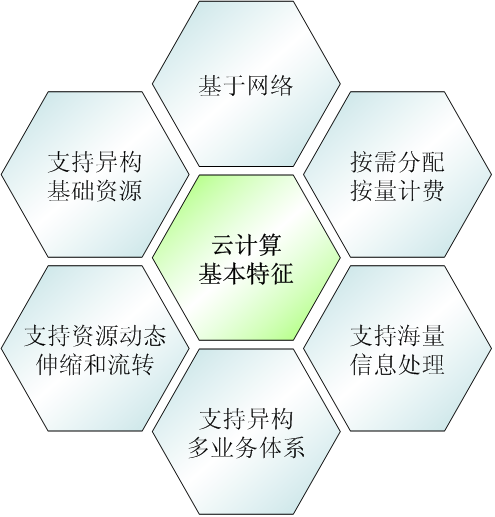 基于网络
支持异构
基础资源
按需分配
按量计费
云计算
基本特征
支持资源动态
伸缩和流转
支持海量
信息处理
支持异构
多业务体系